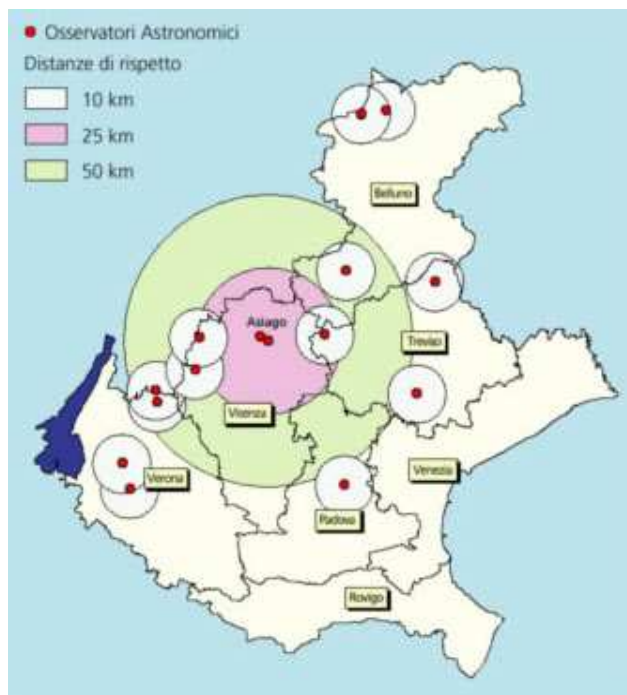 Osservatori Astronomici
Distanze di rispetto
10 km
25 km
50 km
Belluno
Asiago
Treviso
Vicenza
Venezia
Verona
Padova
Rovigo